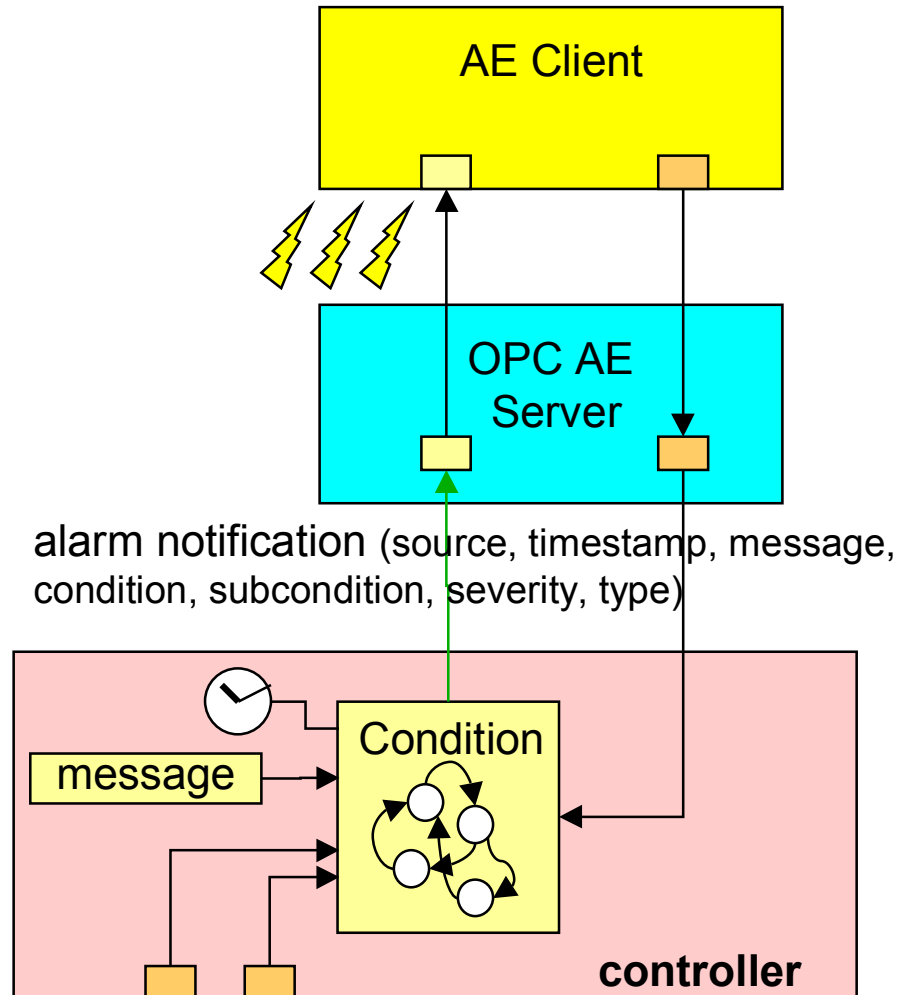 AE Client
OPC AE
Server
alarm notification (source, timestamp, message,
condition, subcondition, severity, type)
Condition
message
controller